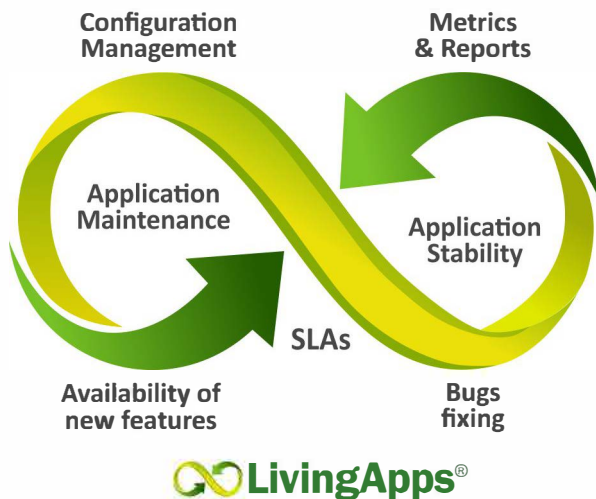 Configuration
Management
Metrics
& Reports
Application
Maintenance
Application
Stability
SLAs
Availability of
new features
Bugs
fixing
LivingApps®